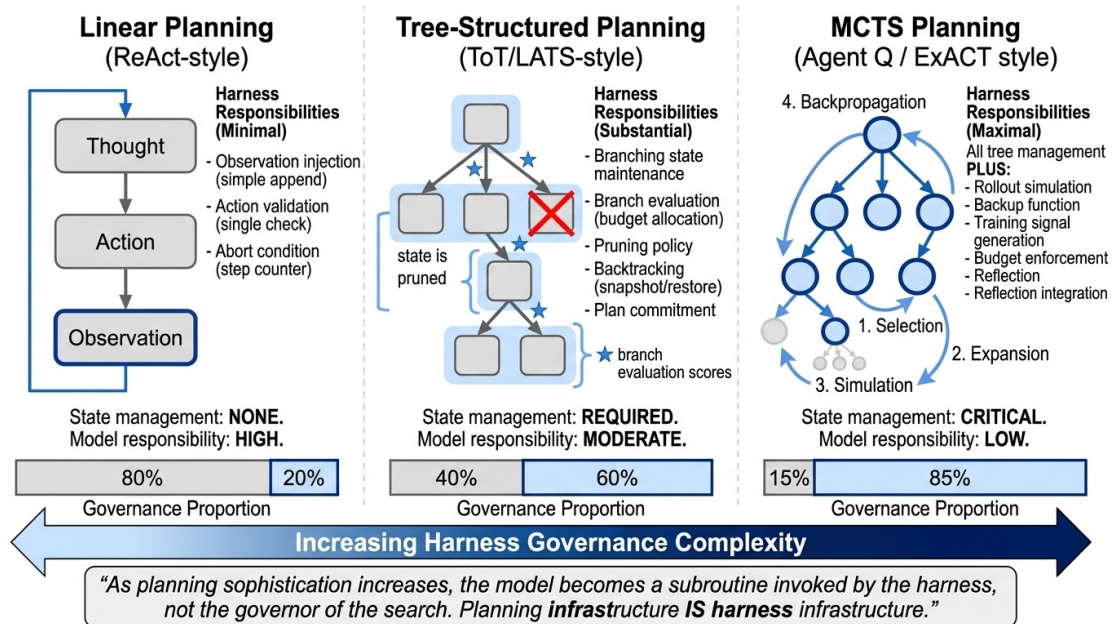 Linear Planning
(ReAct-style)
Thought
Action
Observation
Harness
Responsibilities
(Minimal)
- Observation injection
(simple append)
- Action validation
(single check)
- Abort condition
(step counter)
State management: NONE.
Model responsibility: HIGH.
80%
20%
Governance Proportion
Tree-Structured Planning
(ToT/LATS-style)
state is
pruned
Harness
Responsibilities
(Substantial)
- Branching state
maintenance
- Branch evaluation
(budget allocation)
- Pruning policy
- Backtracking
(snapshot/restore)
- Plan commitment
branch
evaluation scores
State management: REQUIRED.
Model responsibility: MODERATE.
40%
60%
Governance Proportion
MCTS Planning
(Agent Q / ExACT style)
4. Backpropagation
1. Selection
2. Expansion
3. Simulation
Harness
Responsibilities
(Maximal)
All tree management
PLUS:
- Rollout simulation
- Backup function
- Training signal
generation
- Budget enforcement
- Reflection
- Reflection integration
State management: CRITICAL.
Model responsibility: LOW.
15%
85%
Governance Proportion
Increasing Harness Governance Complexity
“As planning sophistication increases, the model becomes a subroutine invoked by the harness,
not the governor of the search. Planning infrastructure IS harness infrastructure.”